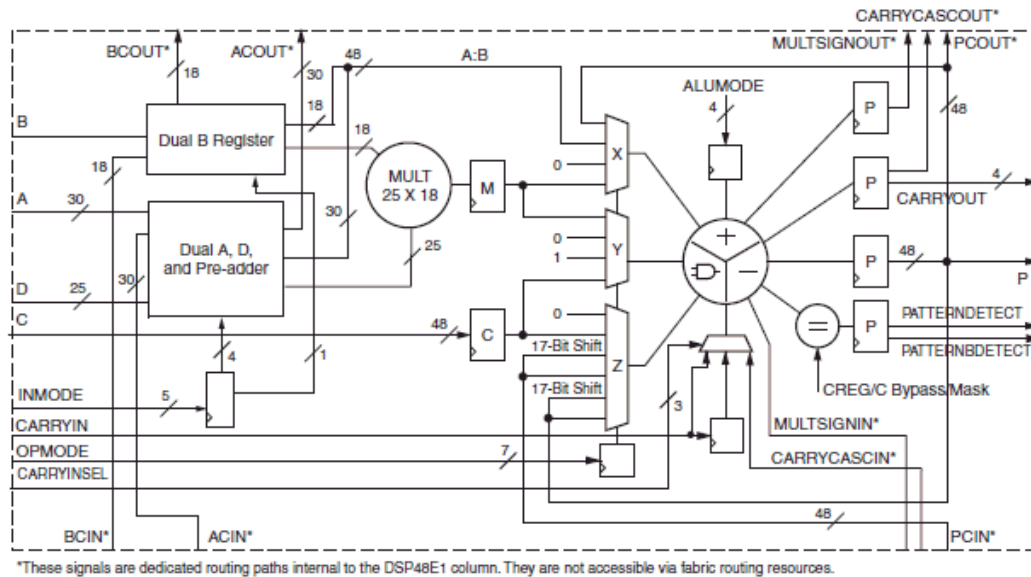 CARRYCASCOUT*
BCOUT* ACOUT* MULTSIGNOUT* PCOUT*
48 A:B
18 30
ALUMODE
18 4 48
B P
Dual B Register 18
X
18 0 MULT
25 X 18 M P 4
A 30 CARRYOUT
30 +
Dual A, D,
and Pre-adder 0 Y
25 1 − P 48
30 P
D 25
C 48 0 P PATTERNDETECT
C =
17-Bit Shift Z PATTERNBDETECT
4 1
17-Bit Shift CREG/C Bypass/Mask
INMODE 5 3
CARRYIN MULTSIGNIN*
OPMODE 7
CARRYINSEL CARRYCASCIN*
48
BCIN* ACIN* PCIN*
*These signals are dedicated routing paths internal to the DSP48E1 column. They are not accessible via fabric routing resources.